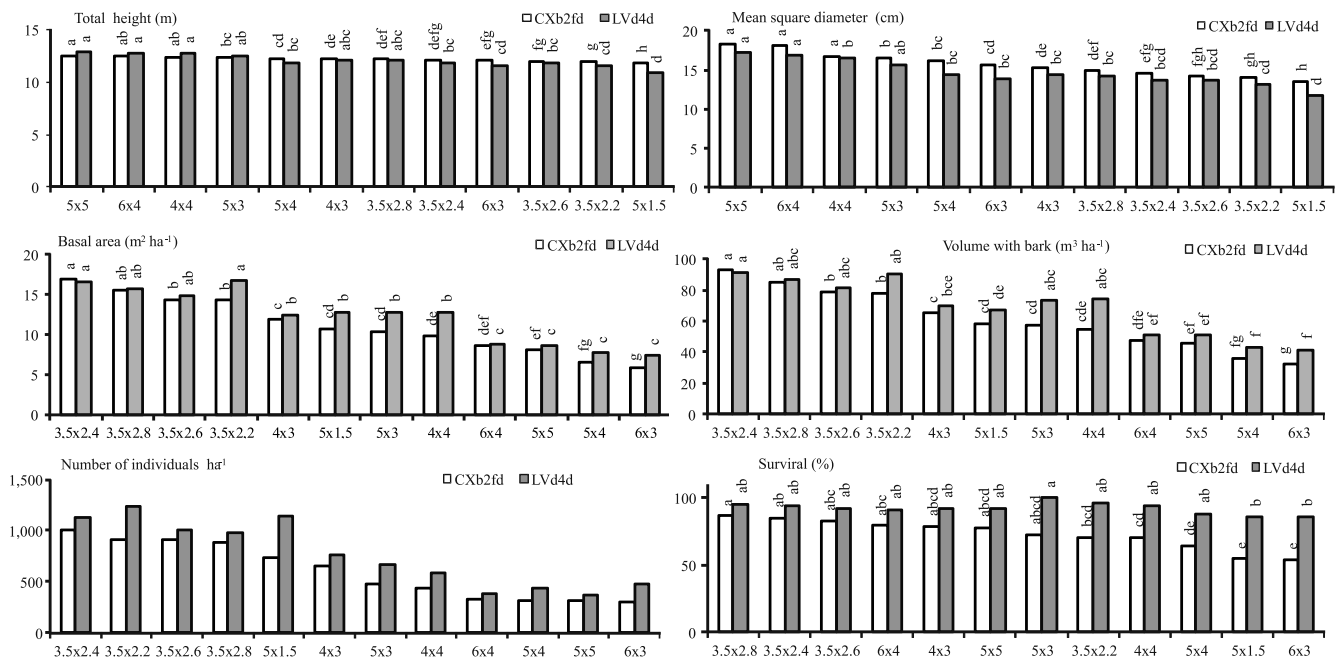 Total height (m)
CXb2fd LVd4d
15
a a ab a ab a bc ab cd bc de abc def abc defg bc efg cd fg bc g cd h d
10
5
0
5x5 6x4 4x4 5x3 5x4 4x3 3.5x2.8 3.5x2.4 6x3 3.5x2.6 3.5x2.2 5x1.5
Mean square diameter (cm)
CXb2fd LVd4d
20
a a a a a b b ab bc bc cd bc de bc def bc efg bcd fgh bcd gh cd h d
15
10
5
0
5x5 6x4 4x4 5x3 5x4 6x3 4x3 3.5x2.8 3.5x2.4 3.5x2.6 3.5x2.2 5x1.5
Basal area (m² ha⁻¹)
CXb2fd LVd4d
20
a a ab ab b ab b a c b cd b cd b de b def c ef c fg c g c
15
10
5
0
3.5x2.4 3.5x2.8 3.5x2.6 3.5x2.2 4x3 5x1.5 5x3 4x4 6x4 5x5 5x4 6x3
Volume with bark (m³ ha⁻¹)
CXb2fd LVd4d
100
a a ab abc b abc b ab c bce cd de cd abc cde abc dfe ef ef ef fg f g f
80
60
40
20
0
3.5x2.4 3.5x2.8 3.5x2.6 3.5x2.2 4x3 5x1.5 5x3 4x4 6x4 5x5 5x4 6x3
Number of individuals ha⁻¹
CXb2fd LVd4d
1,500
1,000
500
0
3.5x2.4 3.5x2.2 3.5x2.6 3.5x2.8 5x1.5 4x3 5x3 4x4 6x4 5x4 5x5 6x3
Surviral (%)
CXb2fd LVd4d
a ab ab ab ab ab abc ab abcd ab abcd ab abcd a bcd ab cd ab de ab e b e b
100
50
0
3.5x2.8 3.5x2.4 3.5x2.6 6x4 4x3 5x5 5x3 3.5x2.2 4x4 5x4 5x1.5 6x3